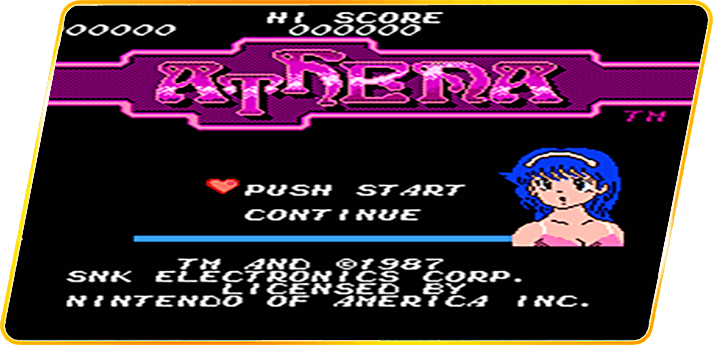 HI SCORE
00000 000000
ATHENA
TM
PUSH START
CONTINUE
TM AND ©1987
SNK ELECTRONICS CORP.
LICENSED BY
NINTENDO OF AMERICA INC.